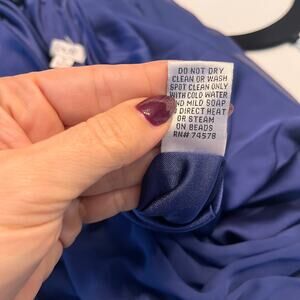 DO NOT DRY
CLEAN OR WASH
SPOT CLEAN ONLY
WITH COLD WATER
AND MILD SOAP
DIRECT HEAT
OR STEAM
ON BEADS
RN# 74578